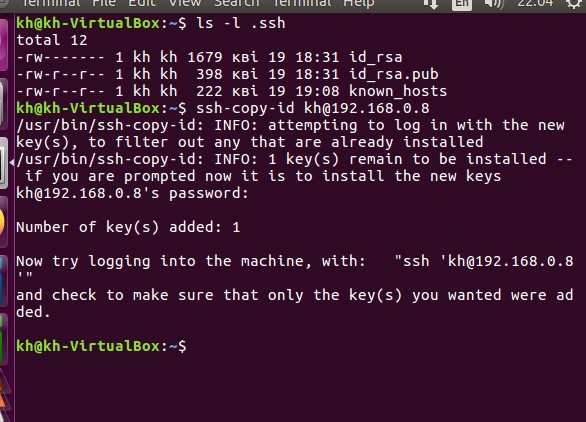 Terminal File Edit View Search Terminal Help En 22:04
kh@kh-VirtualBox:~$ ls -l .ssh
total 12
-rw------- 1 kh kh 1679 кві 19 18:31 id_rsa
-rw-r--r-- 1 kh kh  398 кві 19 18:31 id_rsa.pub
-rw-r--r-- 1 kh kh  222 кві 19 19:08 known_hosts
kh@kh-VirtualBox:~$ ssh-copy-id kh@192.168.0.8
/usr/bin/ssh-copy-id: INFO: attempting to log in with the new
key(s), to filter out any that are already installed
/usr/bin/ssh-copy-id: INFO: 1 key(s) remain to be installed --
 if you are prompted now it is to install the new keys
kh@192.168.0.8's password:
Number of key(s) added: 1
Now try logging into the machine, with:   "ssh 'kh@192.168.0.8
'"
and check to make sure that only the key(s) you wanted were ad
ded.
kh@kh-VirtualBox:~$